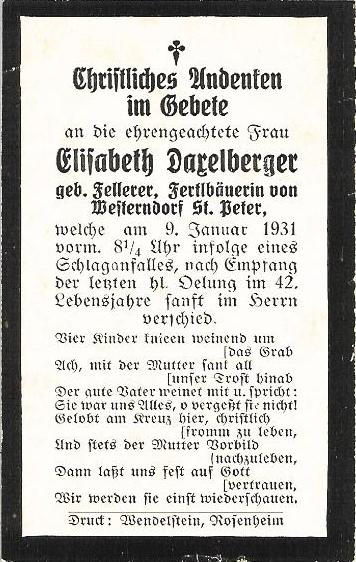 Christliches Andenken
im Gebete
an die ehrengeachtete Frau
Elisabeth Daxelberger
geb. Fellerer, Fertlbäuerin von
Westerndorf St. Peter,
welche am 9. Januar 1931
vorm. 8¼ Uhr infolge eines
Schlaganfalles, nach Empfang
der letzten hl. Oelung im 42.
Lebensjahre sanft im Herrn
verschied.
Vier Kinder knieen weinend um
[das Grab
Ach, mit der Mutter sank all
[unser Trost hinab
Der gute Vater weinet mit u. spricht:
Sie war uns Alles, o vergeßt sie nicht!
Gelobt am Kreuz hier, christlich
[fromm zu leben,
Und stets der Mutter Vorbild
[nachzuleben,
Dann laßt uns fest auf Gott
[vertrauen,
Wir werden sie einst wiederschauen.
Druck: Wendelstein, Rosenheim